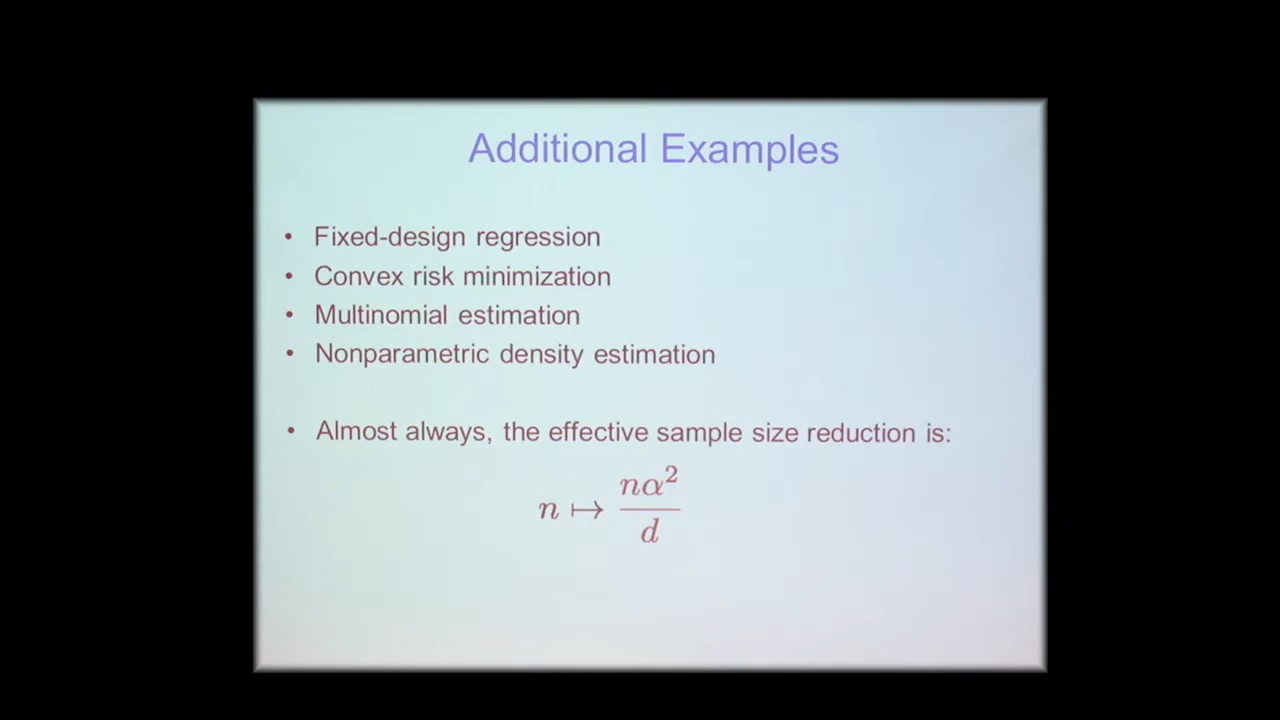 Additional Examples
• Fixed-design regression
• Convex risk minimization
• Multinomial estimation
• Nonparametric density estimation
• Almost always, the effective sample size reduction is:
n ↦ nα²/d